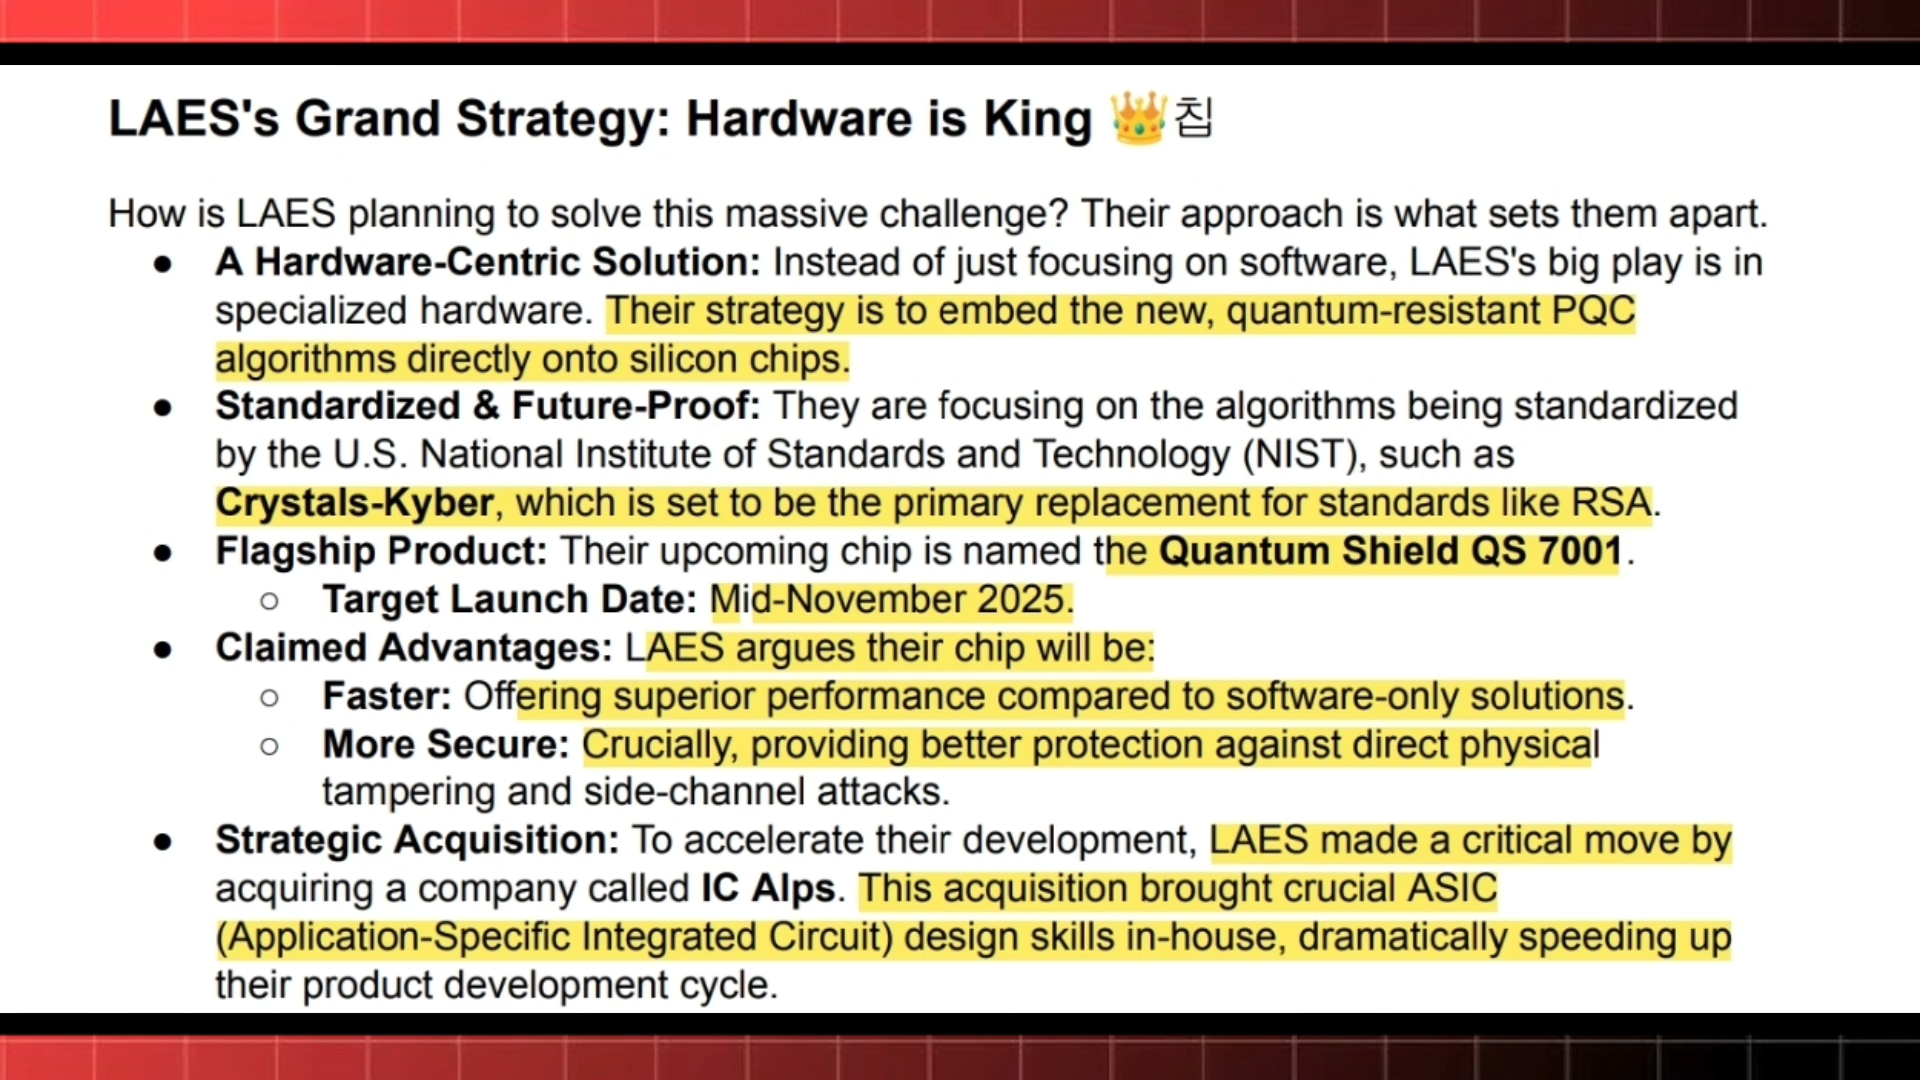 LAES's Grand Strategy: Hardware is King 👑칩
How is LAES planning to solve this massive challenge? Their approach is what sets them apart.
● A Hardware-Centric Solution: Instead of just focusing on software, LAES's big play is in
specialized hardware. Their strategy is to embed the new, quantum-resistant PQC
algorithms directly onto silicon chips.
● Standardized & Future-Proof: They are focusing on the algorithms being standardized
by the U.S. National Institute of Standards and Technology (NIST), such as
Crystals-Kyber, which is set to be the primary replacement for standards like RSA.
● Flagship Product: Their upcoming chip is named the Quantum Shield QS 7001.
○ Target Launch Date: Mid-November 2025.
● Claimed Advantages: LAES argues their chip will be:
○ Faster: Offering superior performance compared to software-only solutions.
○ More Secure: Crucially, providing better protection against direct physical
tampering and side-channel attacks.
● Strategic Acquisition: To accelerate their development, LAES made a critical move by
acquiring a company called IC Alps. This acquisition brought crucial ASIC
(Application-Specific Integrated Circuit) design skills in-house, dramatically speeding up
their product development cycle.